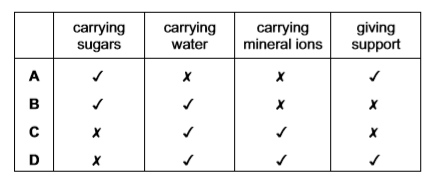 carrying sugars carrying water carrying mineral ions giving support
A ✓ ✗ ✗ ✓
B ✓ ✓ ✗ ✗
C ✗ ✓ ✓ ✗
D ✗ ✓ ✓ ✓